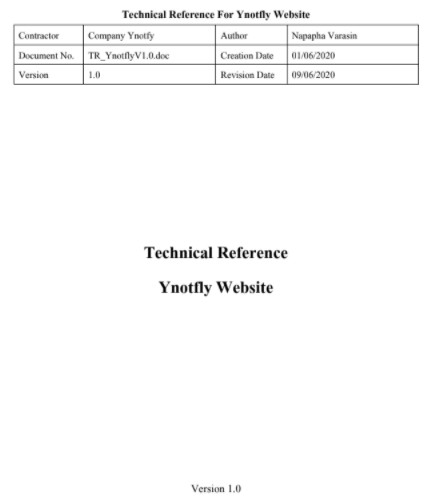 Technical Reference For Ynotfly Website
Contractor Company Ynotfy Author Napapha Varasin
Document No. TR_YnotflyV1.0.doc Creation Date 01/06/2020
Version 1.0 Revision Date 09/06/2020
Technical Reference
Ynotfly Website
Version 1.0